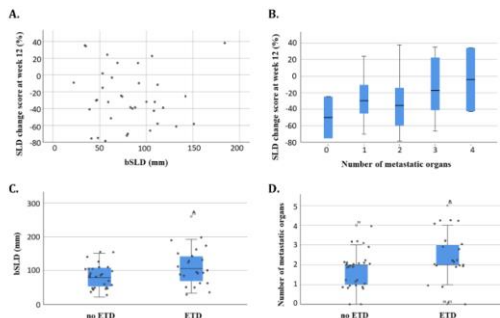 A.
SLD change score at week 12 (%)
40
20
0
-20
-40
-60
-80
0
50
100
150
200
bSLD (mm)
B.
SLD change score at week 12 (%)
40
20
0
-20
-40
-60
-80
0
1
2
3
4
Number of metastatic organs
C.
bSLD (mm)
300
200
100
0
no ETD
ETD
D.
Number of metastatic organs
5
4
3
2
1
0
no ETD
ETD